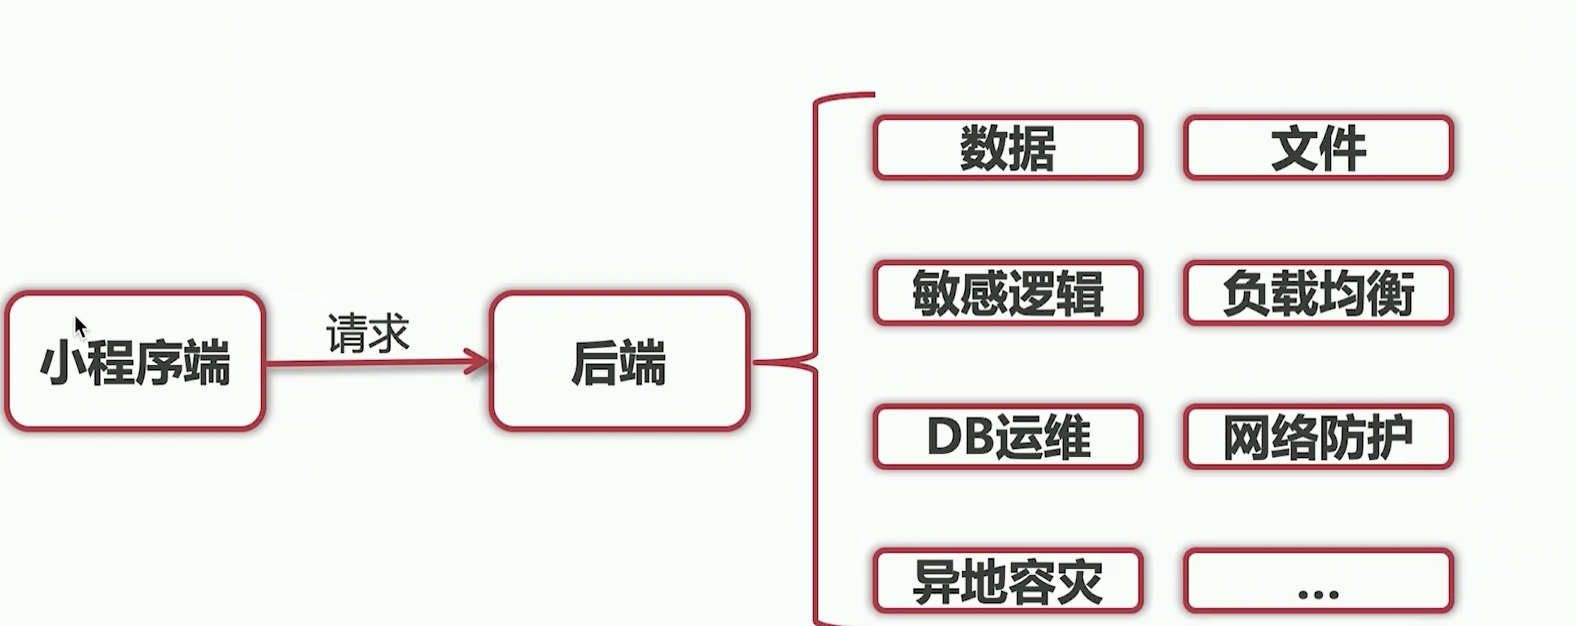 数据
文件
敏感逻辑
负载均衡
请求
小程序端
后端
DB运维
网络防护
异地容灾
...